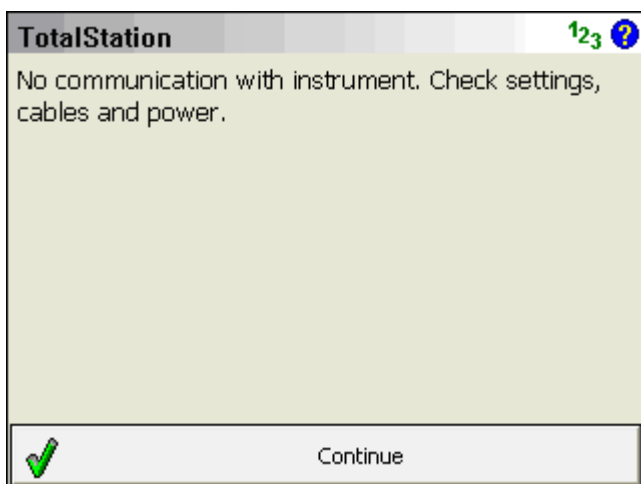 TotalStation
123
?
No communication with instrument. Check settings,
cables and power.
Continue